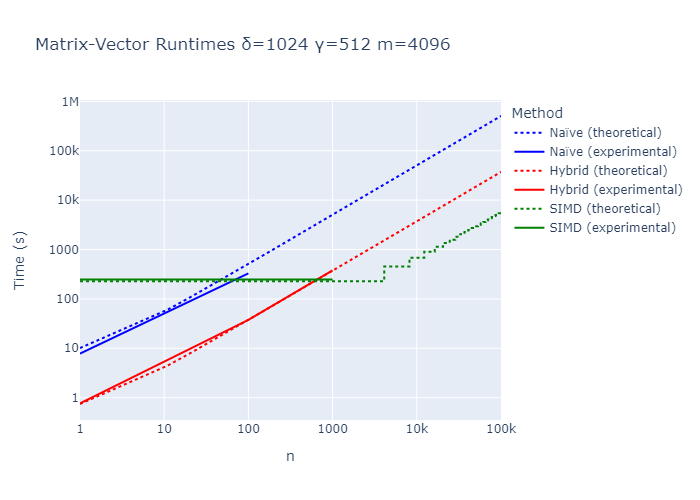 Matrix-Vector Runtimes δ=1024 γ=512 m=4096
Time (s)
1M
100k
10k
1000
100
10
1
1
10
100
1000
10k
100k
n
Method
Naïve (theoretical)
Naïve (experimental)
Hybrid (theoretical)
Hybrid (experimental)
SIMD (theoretical)
SIMD (experimental)